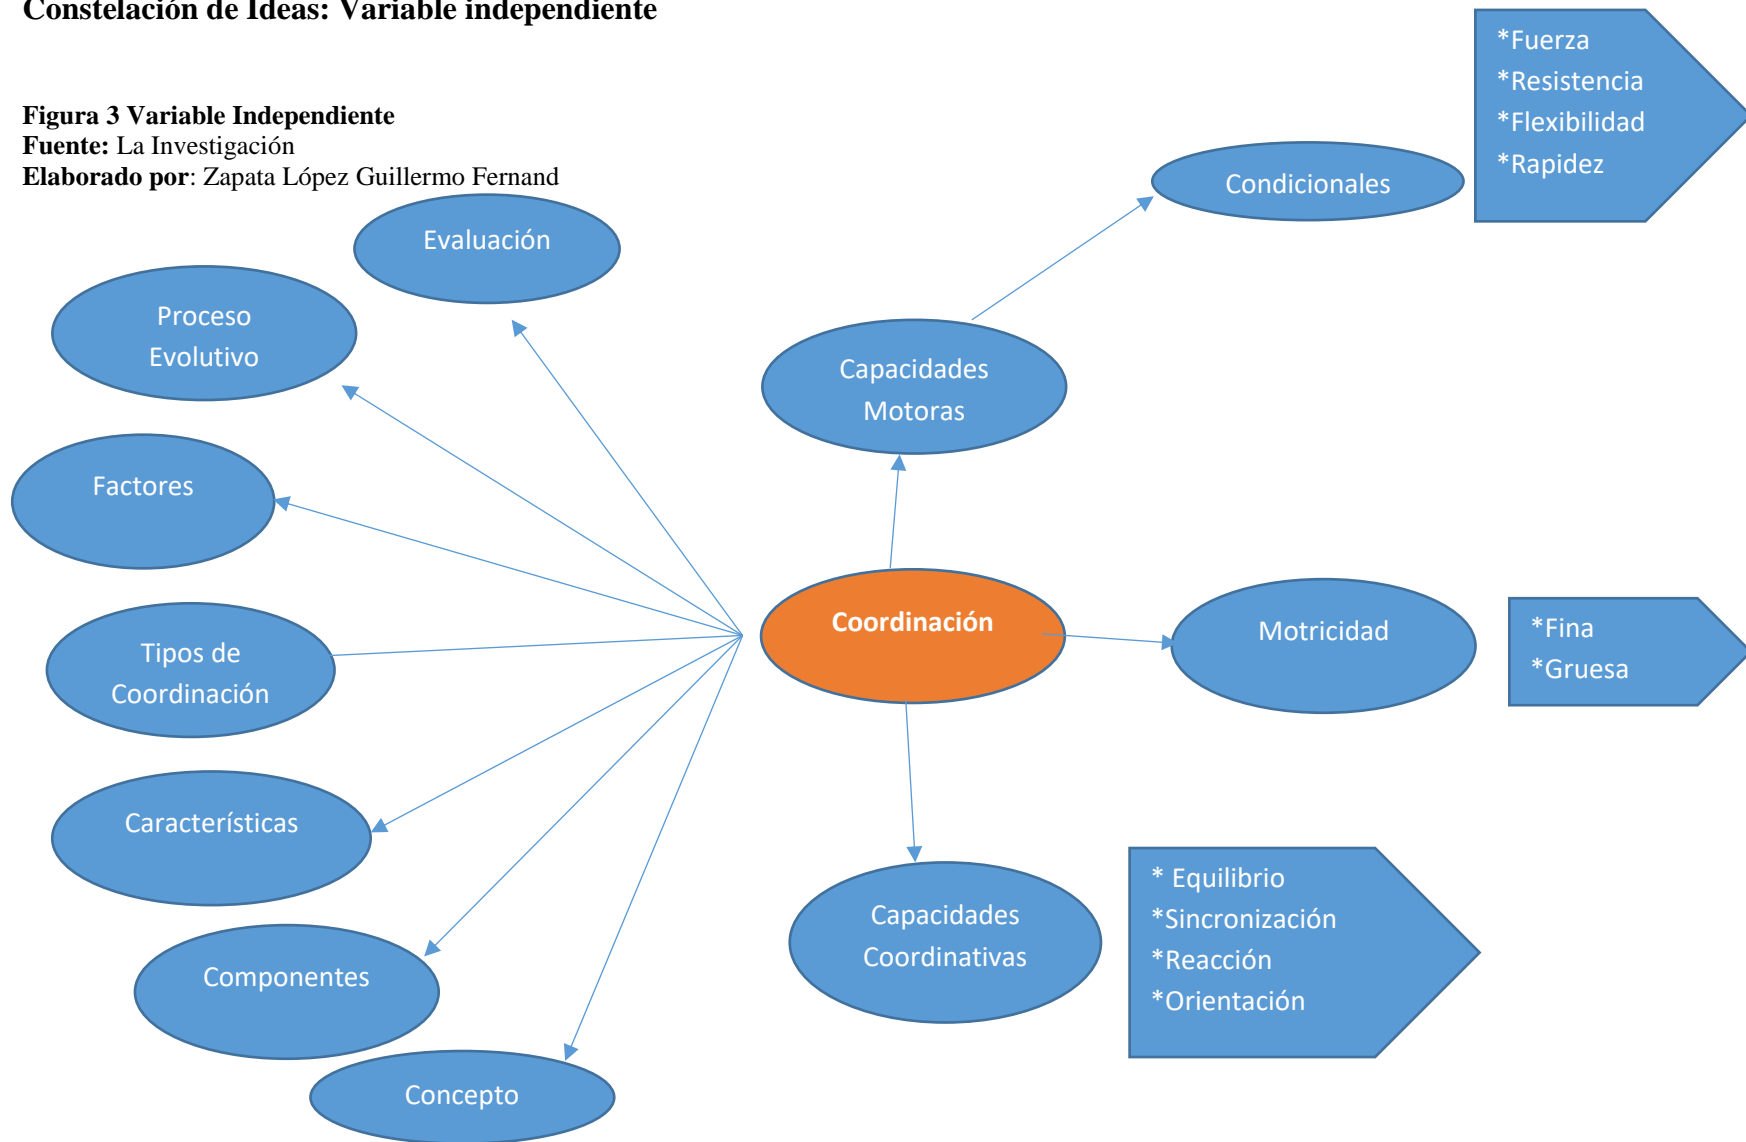 Constelación de Ideas: Variable independiente
Figura 3 Variable Independiente
Fuente: La Investigación
Elaborado por: Zapata López Guillermo Fernand
*Fuerza
*Resistencia
*Flexibilidad
*Rapidez
Condicionales
Evaluación
Proceso
Evolutivo
Capacidades
Motoras
Factores
Coordinación
Motricidad
*Fina
*Gruesa
Tipos de
Coordinación
Características
Capacidades
Coordinativas
* Equilibrio
*Sincronización
*Reacción
*Orientación
Componentes
Concepto